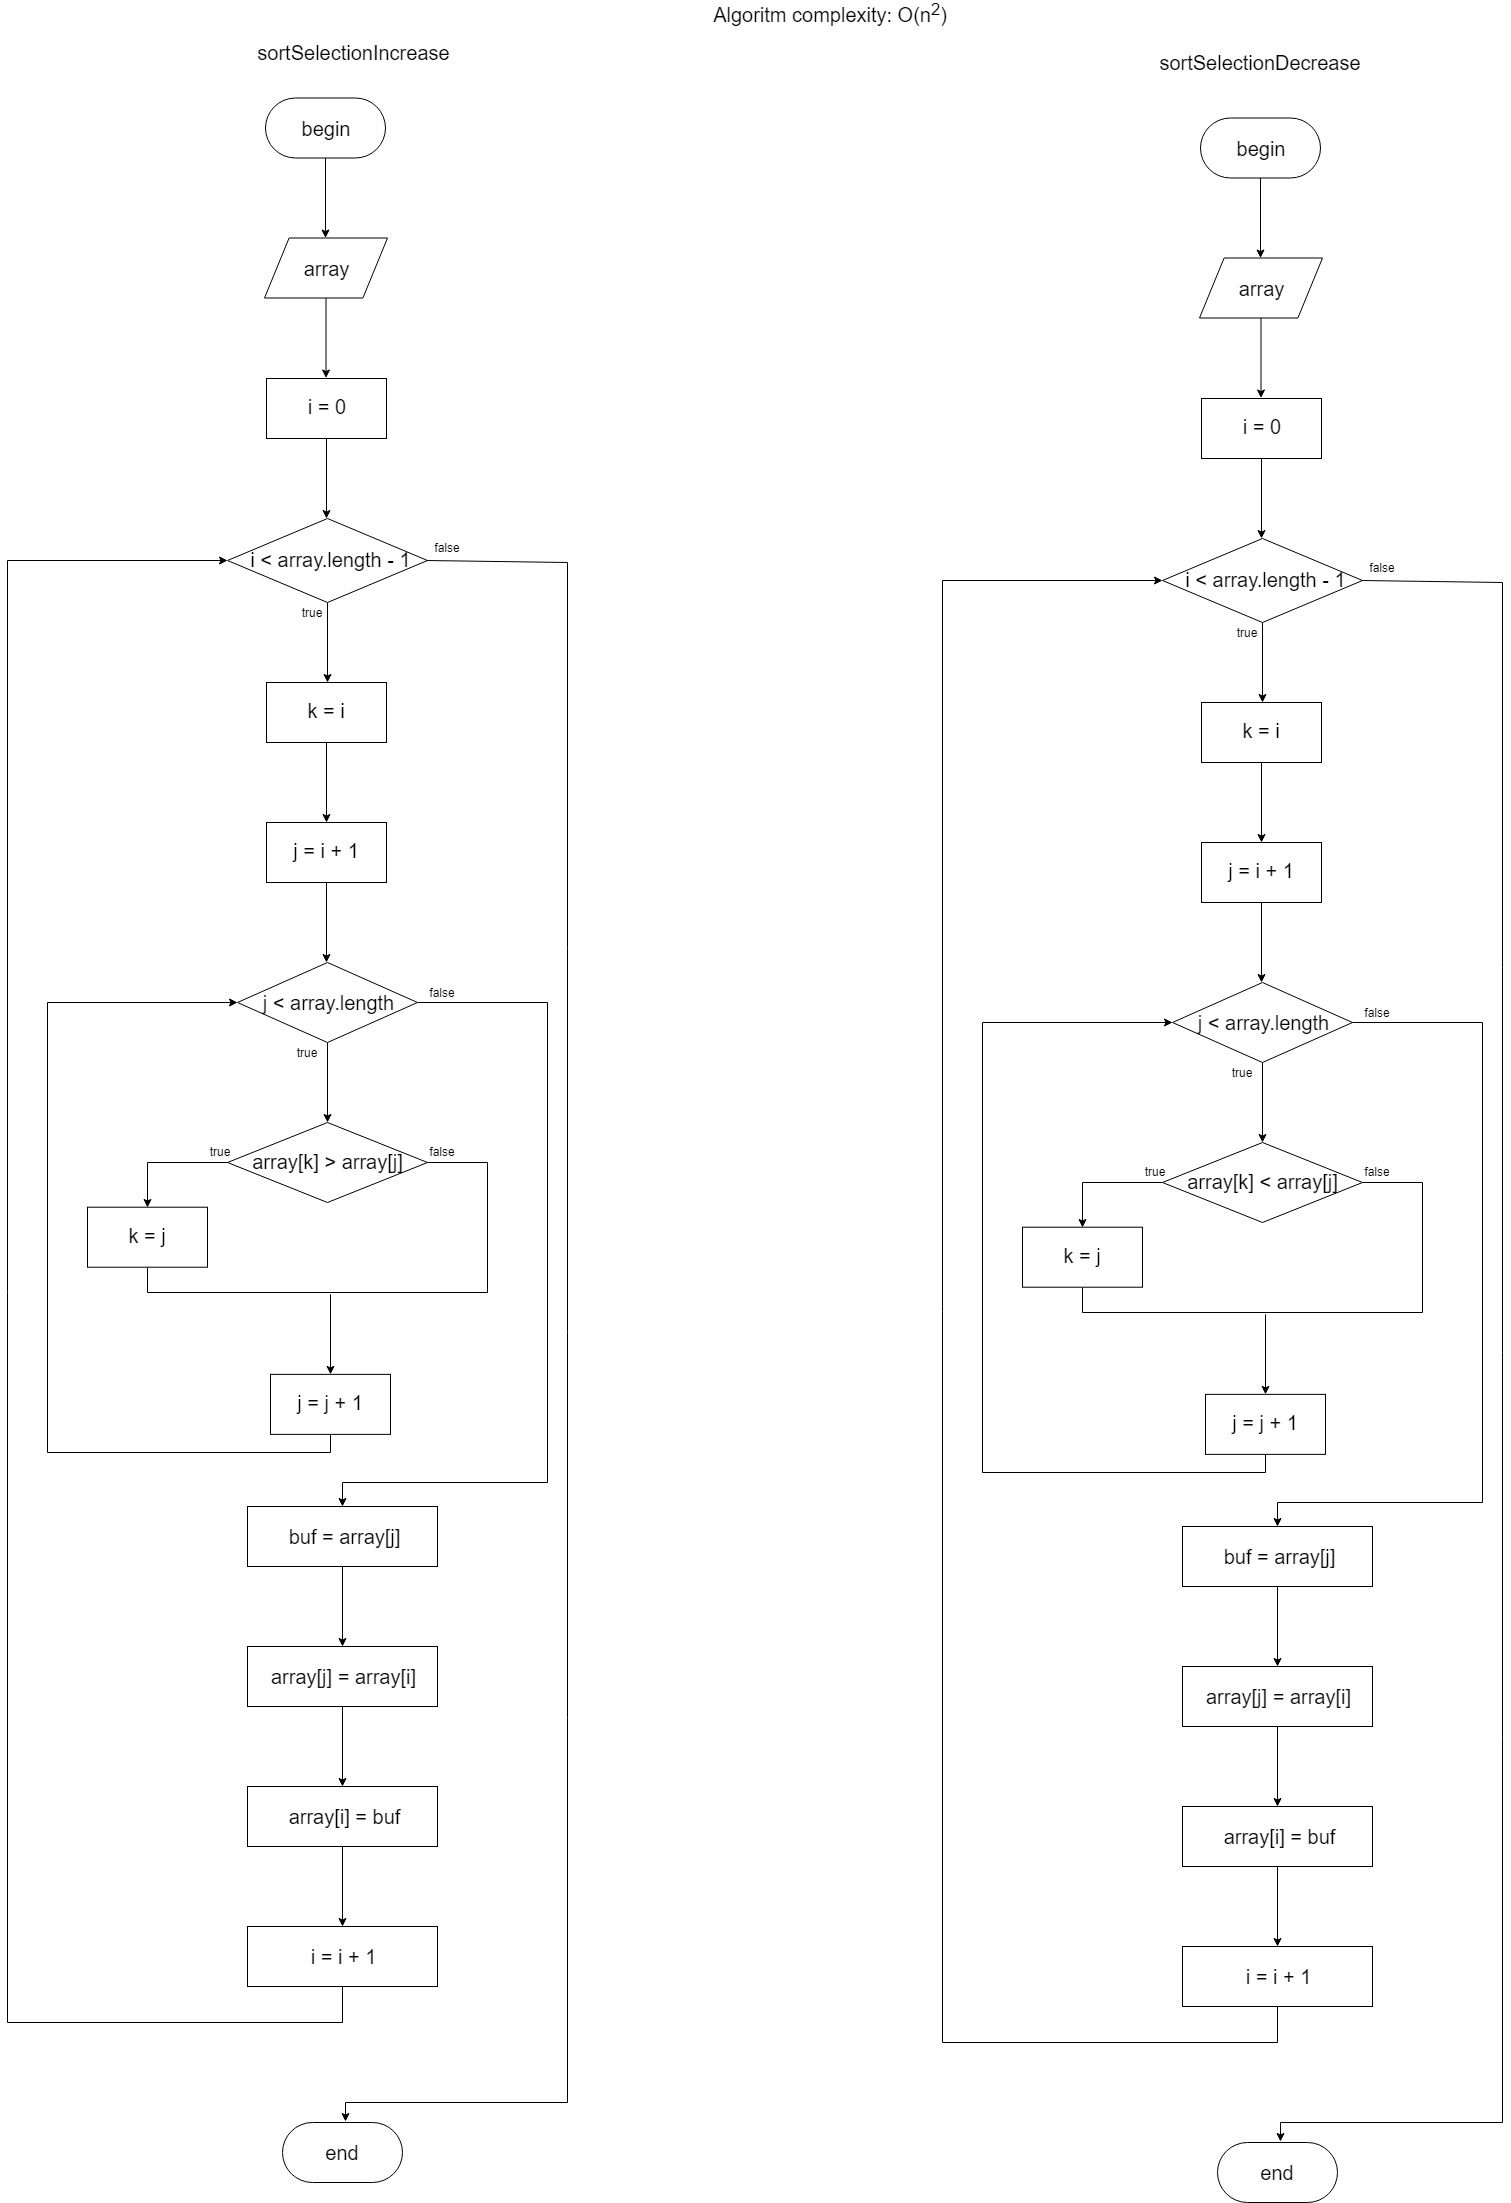 Algoritm complexity: O(n²)
sortSelectionIncrease
begin
array
i = 0
i < array.length - 1
false
true
k = i
j = i + 1
j < array.length
false
true
array[k] > array[j]
true
false
k = j
j = j + 1
buf = array[j]
array[j] = array[i]
array[i] = buf
i = i + 1
end
sortSelectionDecrease
begin
array
i = 0
i < array.length - 1
false
true
k = i
j = i + 1
j < array.length
false
true
array[k] < array[j]
true
false
k = j
j = j + 1
buf = array[j]
array[j] = array[i]
array[i] = buf
i = i + 1
end